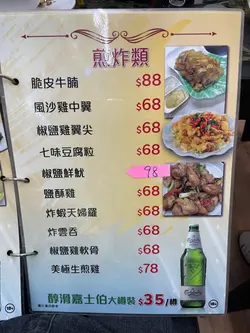 煎炸類
脆皮牛腩 $88
風沙雞中翼 $68
椒鹽雞翼尖 $68
七味豆腐粒 $68
椒鹽鮮魷 98
鹽酥雞 $68
炸蝦天婦羅 $68
炸雲吞 $68
椒鹽雞軟骨 $68
美極生煎雞 $78
醇滑嘉士伯大樽裝 $35/樽
18+
18+